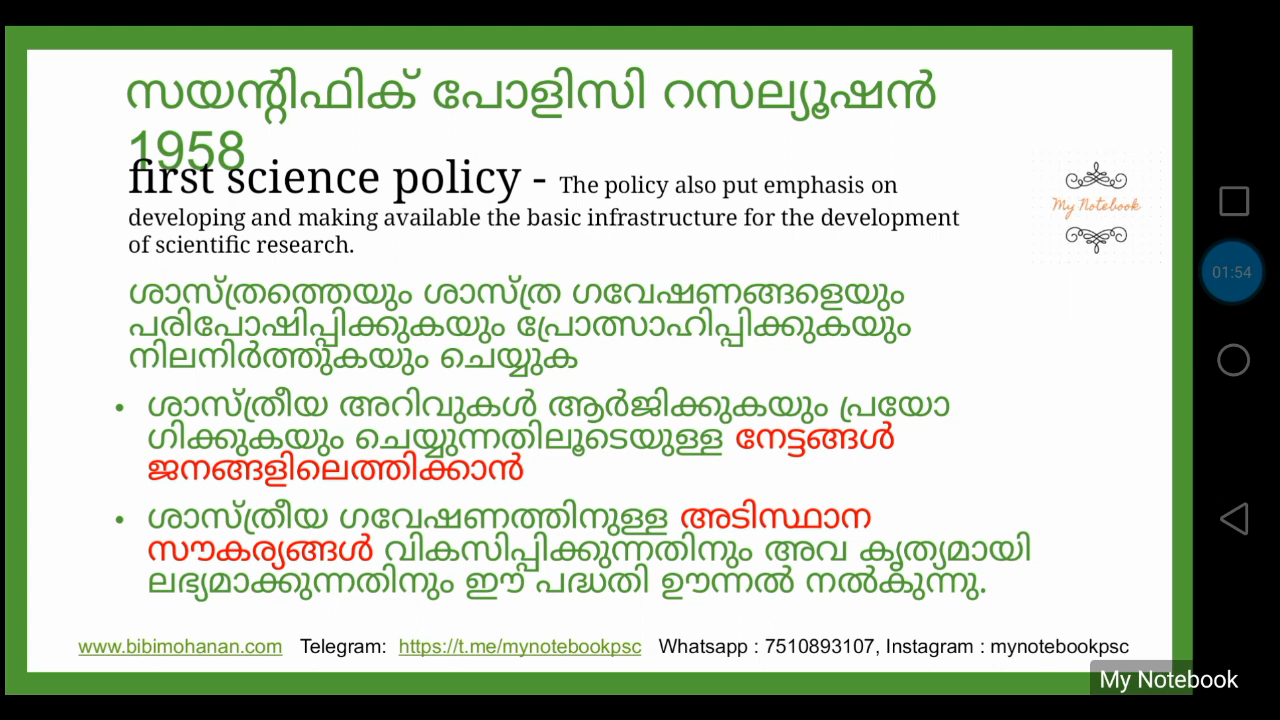 സയന്റിഫിക് പോളിസി റസല്യൂഷൻ
1958
first science policy - The policy also put emphasis on
developing and making available the basic infrastructure for the development
of scientific research.
My Notebook
01:54
ശാസ്ത്രത്തെയും ശാസ്ത്ര ഗവേഷണങ്ങളെയും
പരിപോഷിപ്പിക്കുകയും പ്രോത്സാഹിപ്പിക്കുകയും
നിലനിർത്തുകയും ചെയ്യുക
• ശാസ്ത്രീയ അറിവുകൾ ആർജിക്കുകയും പ്രയോ
ഗിക്കുകയും ചെയ്യുന്നതിലൂടെയുള്ള നേട്ടങ്ങൾ
ജനങ്ങളിലെത്തിക്കാൻ
• ശാസ്ത്രീയ ഗവേഷണത്തിനുള്ള അടിസ്ഥാന
സൗകര്യങ്ങൾ വികസിപ്പിക്കുന്നതിനും അവ കൃത്യമായി
ലഭ്യമാക്കുന്നതിനും ഈ പദ്ധതി ഊന്നൽ നൽകുന്നു.
www.bibimohanan.com Telegram: https://t.me/mynotebookpsc Whatsapp : 7510893107, Instagram : mynotebookpsc
My Notebook